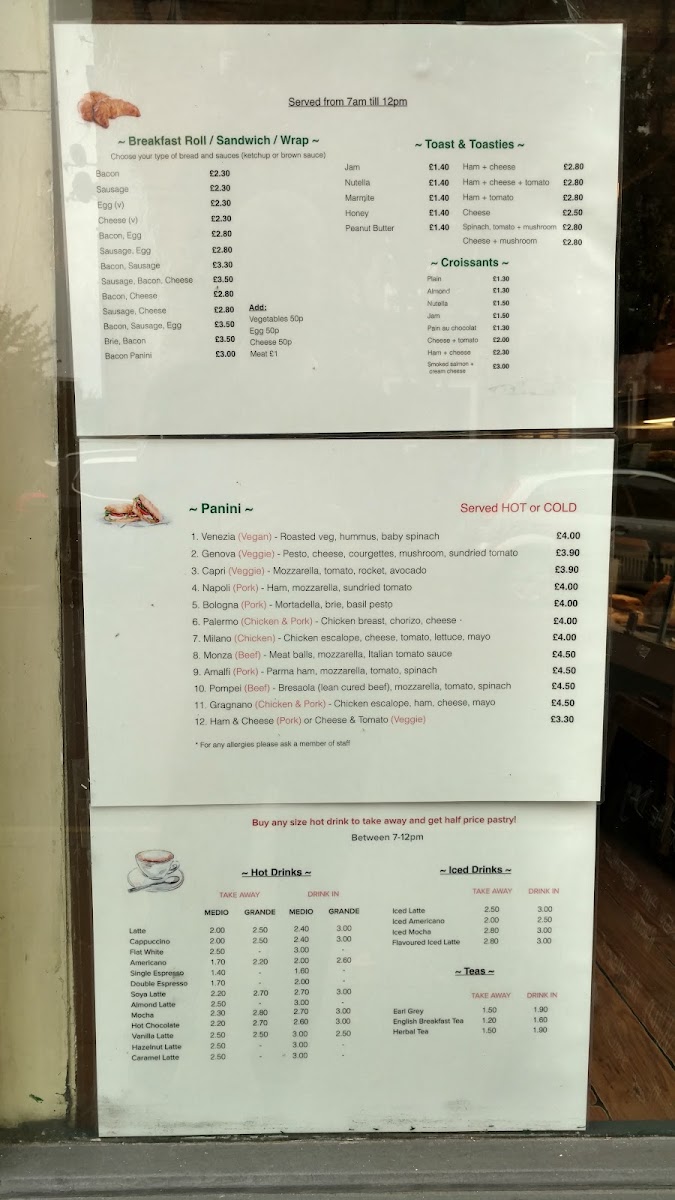 Served from 7am till 12pm
~ Breakfast Roll / Sandwich / Wrap ~
Choose your type of bread and sauces (ketchup or brown sauce)
Bacon £2.30
Sausage £2.30
Egg (v) £2.30
Cheese (v) £2.30
Bacon, Egg £2.80
Sausage, Egg £2.80
Bacon, Sausage £3.30
Sausage, Bacon, Cheese £3.50
Bacon, Cheese £2.80
Sausage, Cheese £2.80
Bacon, Sausage, Egg £3.50
Brie, Bacon £3.50
Bacon Panini £3.00
Add:
Vegetables 50p
Egg 50p
Cheese 50p
Meat £1
~ Toast & Toasties ~
Jam £1.40
Nutella £1.40
Marmite £1.40
Honey £1.40
Peanut Butter £1.40
Ham + cheese £2.80
Ham + cheese + tomato £2.80
Ham + tomato £2.80
Cheese £2.50
Spinach, tomato + mushroom £2.80
Cheese + mushroom £2.80
~ Croissants ~
Plain £1.30
Almond £1.30
Nutella £1.50
Jam £1.50
Pain au chocolat £1.30
Cheese + tomato £2.00
Ham + cheese £2.30
Smoked salmon +
cream cheese £3.00
~ Panini ~
Served HOT or COLD
1. Venezia (Vegan) - Roasted veg, hummus, baby spinach £4.00
2. Genova (Veggie) - Pesto, cheese, courgettes, mushroom, sundried tomato £3.90
3. Capri (Veggie) - Mozzarella, tomato, rocket, avocado £3.90
4. Napoli (Pork) - Ham, mozzarella, sundried tomato £4.00
5. Bologna (Pork) - Mortadella, brie, basil pesto £4.00
6. Palermo (Chicken & Pork) - Chicken breast, chorizo, cheese £4.00
7. Milano (Chicken) - Chicken escalope, cheese, tomato, lettuce, mayo £4.00
8. Monza (Beef) - Meat balls, mozzarella, Italian tomato sauce £4.50
9. Amalfi (Pork) - Parma ham, mozzarella, tomato, spinach £4.50
10. Pompei (Beef) - Bresaola (lean cured beef), mozzarella, tomato, spinach £4.50
11. Gragnano (Chicken & Pork) - Chicken escalope, ham, cheese, mayo £4.50
12. Ham & Cheese (Pork) or Cheese & Tomato (Veggie) £3.30
* For any allergies please ask a member of staff
Buy any size hot drink to take away and get half price pastry!
Between 7-12pm
~ Hot Drinks ~
TAKE AWAY DRINK IN
MEDIO GRANDE MEDIO GRANDE
Latte 2.00 2.50 2.40 3.00
Cappuccino 2.00 2.50 2.40 3.00
Flat White 2.50 - 3.00 -
Americano 1.70 2.20 2.00 2.60
Single Espresso 1.40 - 1.60 -
Double Espresso 1.70 - 2.00 -
Soya Latte 2.20 2.70 2.70 3.00
Almond Latte 2.50 - 3.00 -
Mocha 2.30 2.80 2.70 3.00
Hot Chocolate 2.20 2.70 2.60 3.00
Vanilla Latte 2.50 2.50 3.00 2.50
Hazelnut Latte 2.50 - 3.00 -
Caramel Latte 2.50 - 3.00 -
~ Iced Drinks ~
TAKE AWAY DRINK IN
Iced Latte 2.50 3.00
Iced Americano 2.00 2.50
Iced Mocha 2.80 3.00
Flavoured Iced Latte 2.80 3.00
~ Teas ~
TAKE AWAY DRINK IN
Earl Grey 1.50 1.90
English Breakfast Tea 1.20 1.60
Herbal Tea 1.50 1.90